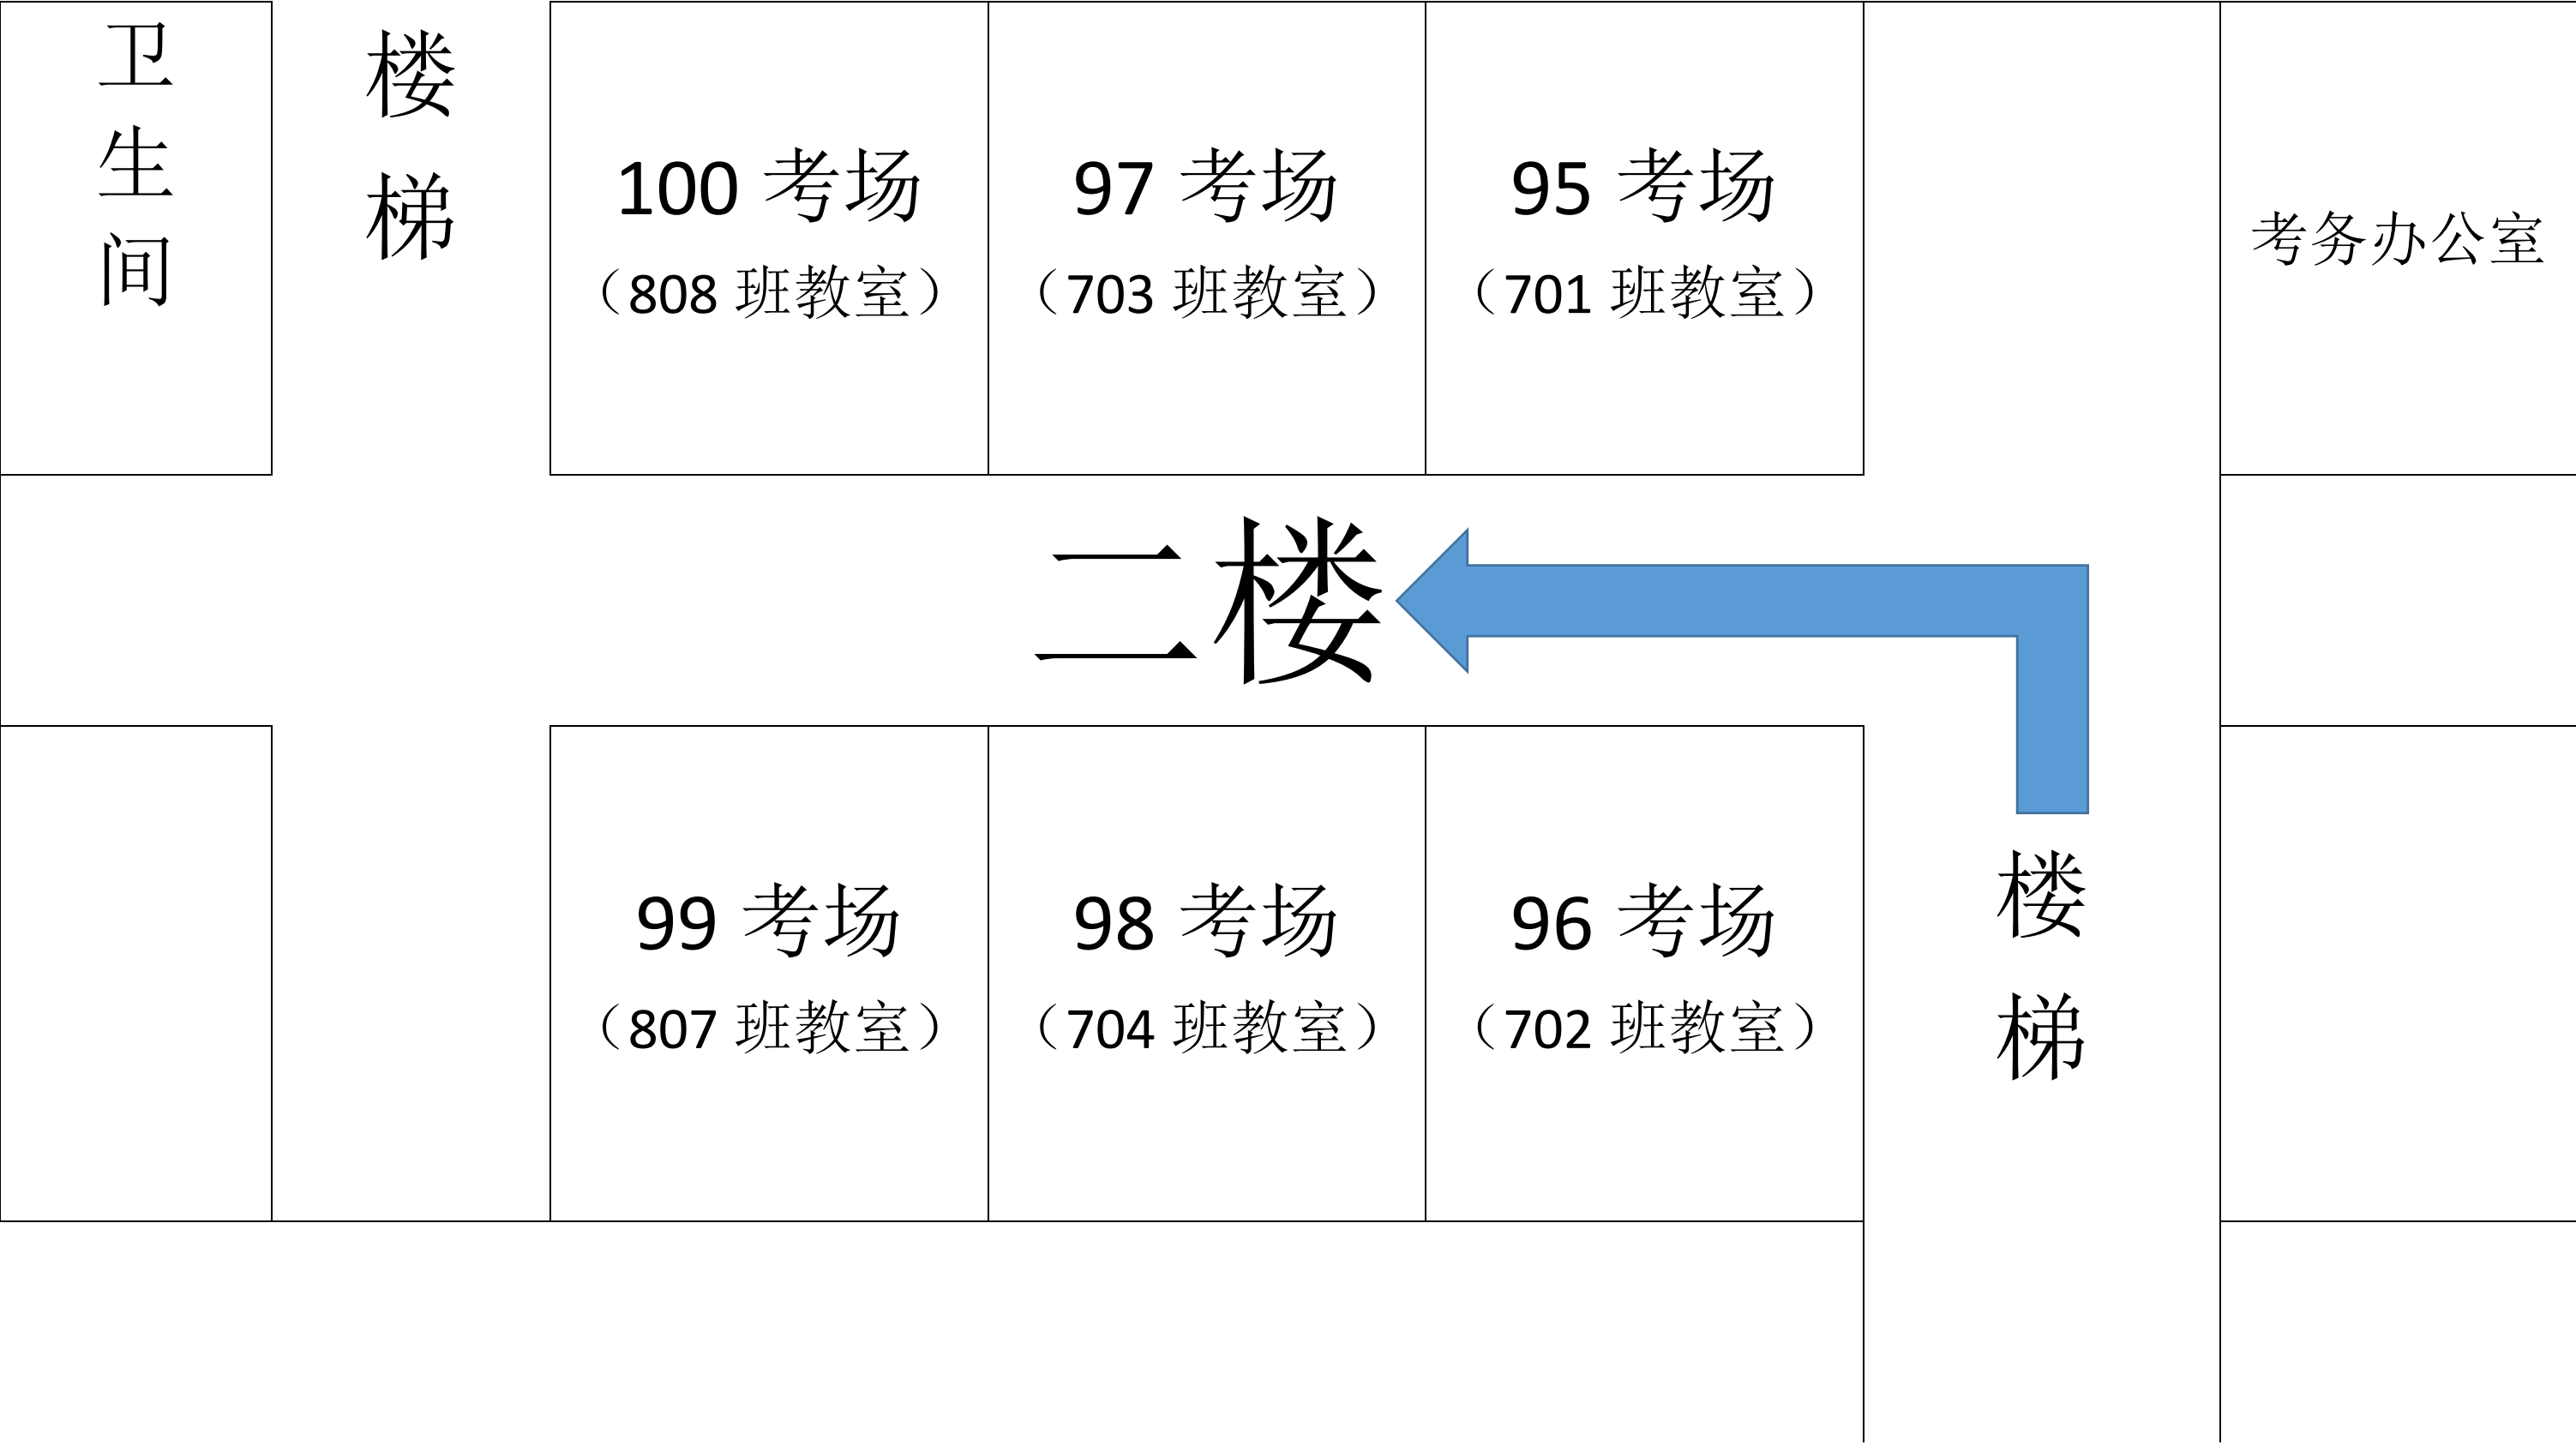 卫生间
楼梯
100 考场
（808 班教室）
97 考场
（703 班教室）
95 考场
（701 班教室）
考务办公室
二楼
99 考场
（807 班教室）
98 考场
（704 班教室）
96 考场
（702 班教室）
楼梯